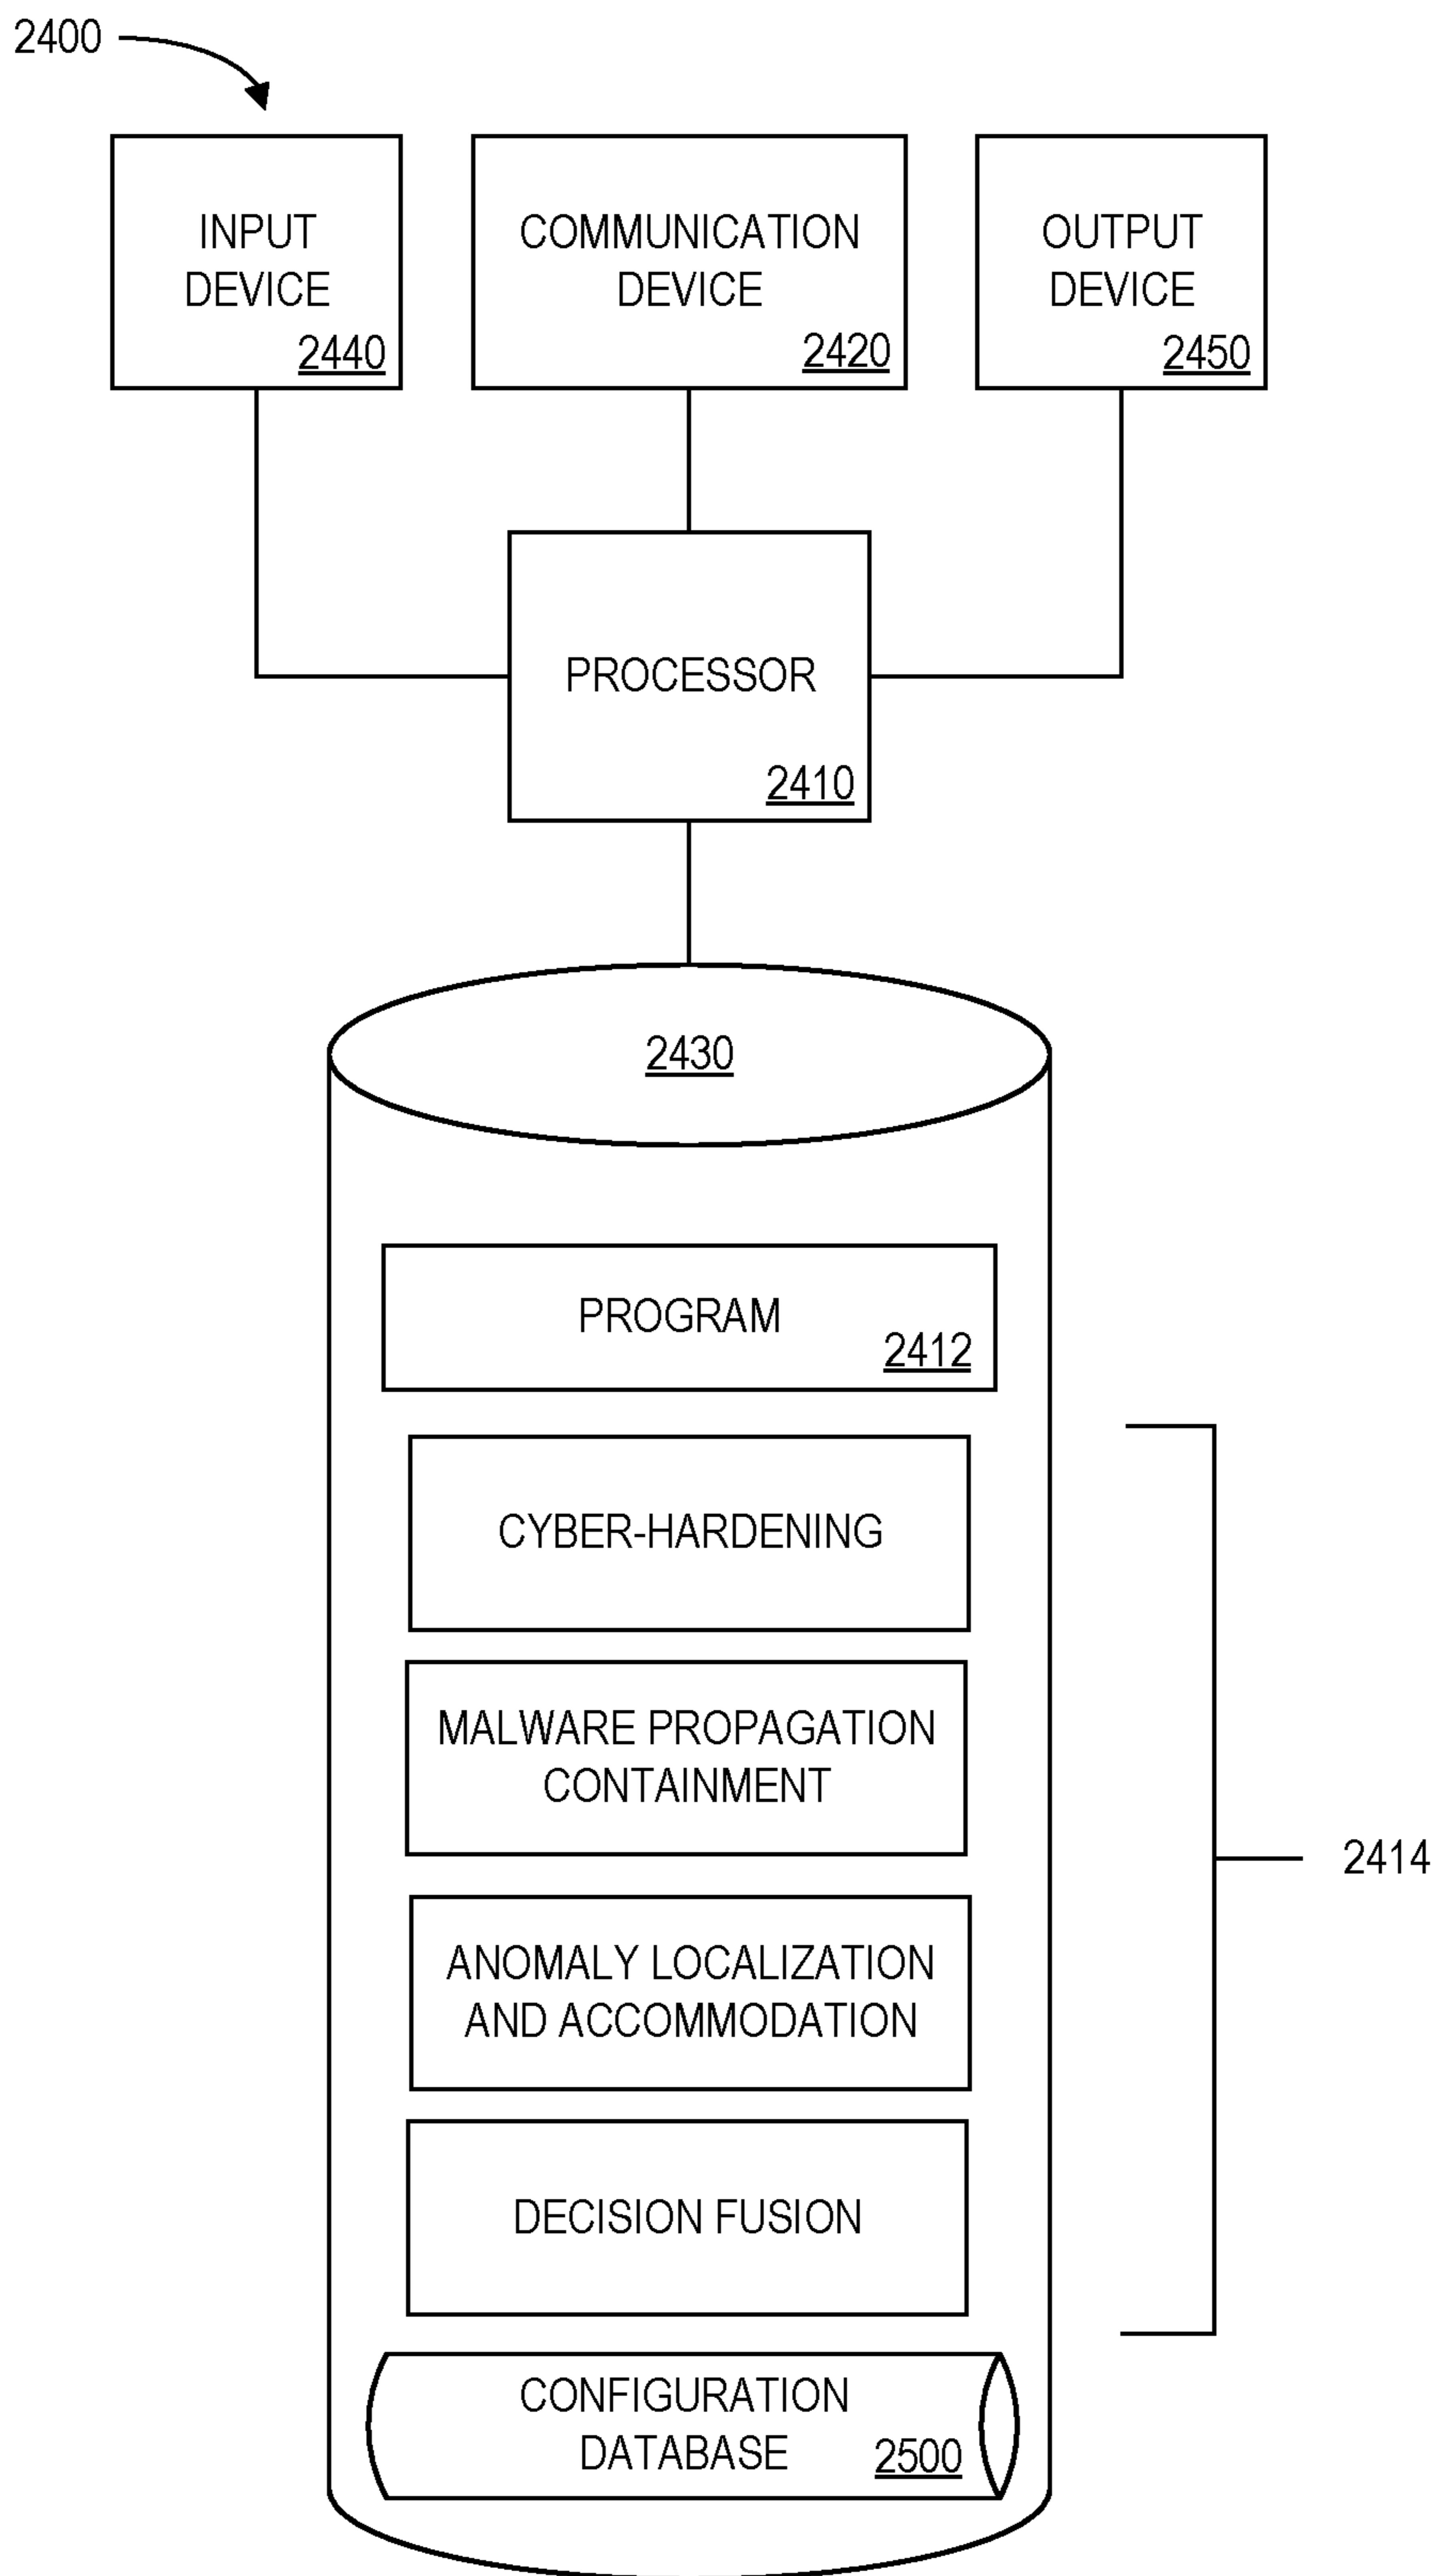 2400
INPUT
DEVICE
2440
COMMUNICATION
DEVICE
2420
OUTPUT
DEVICE
2450
PROCESSOR
2410
2430
PROGRAM
2412
CYBER-HARDENING
MALWARE PROPAGATION
CONTAINMENT
2414
ANOMALY LOCALIZATION
AND ACCOMMODATION
DECISION FUSION
CONFIGURATION
DATABASE
2500